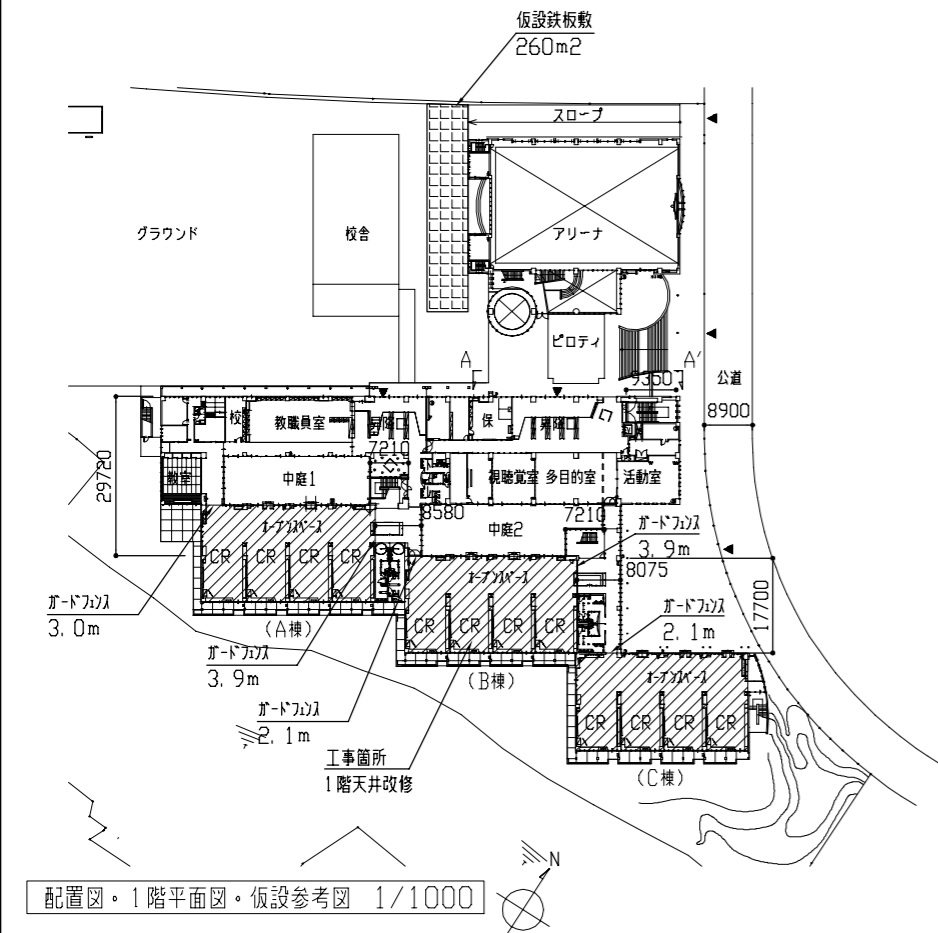 仮設鉄板敷
260m2
スロープ
グラウンド
校舎
アリーナ
ピロティ
A
A'
公道
9350
8900
校
教職員室
昇降口
保
昇降口
7210
29720
教室
中庭1
視聴覚室
多目的室
活動室
8580
7210
中庭2
ガードフェンス
3.9m
オープンスペース
CR
CR
CR
CR
オープンスペース
8075
17700
ガードフェンス
3.0m
(A棟)
CR
CR
CR
CR
ガードフェンス
2.1m
ガードフェンス
3.9m
(B棟)
オープンスペース
ガードフェンス
2.1m
CR
CR
CR
CR
工事箇所
1階天井改修
(C棟)
N
配置図・1階平面図・仮設参考図 1/1000